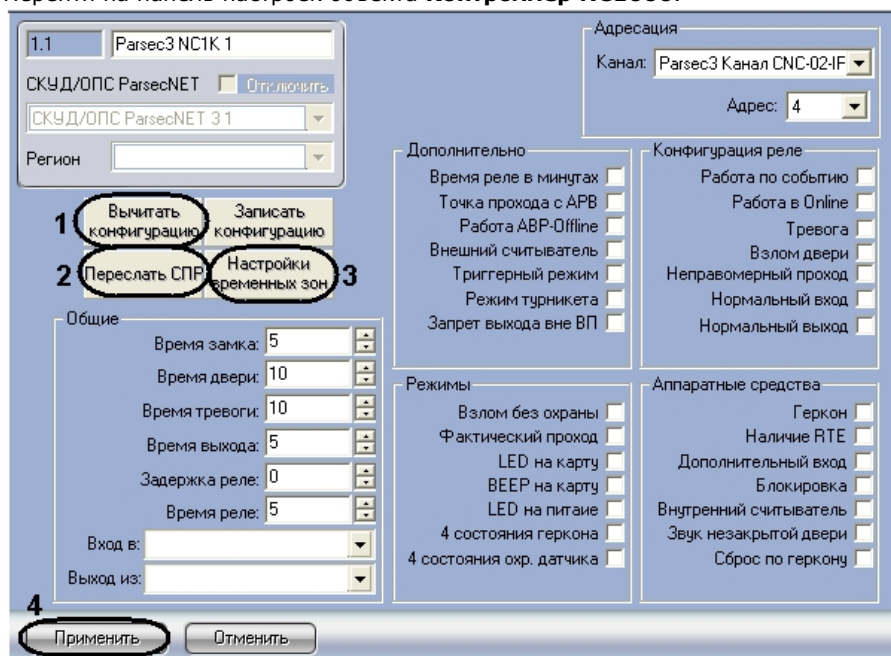 Перейти на панель настроек объекта Контроллер NC1000.
1.1
Parsec3 NC1K 1
СКУД/ОПС ParsecNET
Отключить
СКУД/ОПС ParsecNET 3 1
Регион
Адресация
Канал: Parsec3 Канал CNC-02-IF
Адрес: 4
1
Вычитать конфигурацию
Записать конфигурацию
2
Переслать СПР
Настройки временных зон
3
Общие
Время замка: 5
Время двери: 10
Время тревоги: 10
Время выхода: 5
Задержка реле: 0
Время реле: 5
Вход в:
Выход из:
Дополнительно
Время реле в минутах
Точка прохода с APB
Работа ABP-Offline
Внешний считыватель
Триггерный режим
Режим турникета
Запрет выхода вне ВП
Конфигурация реле
Работа по событию
Работа в Online
Тревога
Взлом двери
Неправомерный проход
Нормальный вход
Нормальный выход
Режимы
Взлом без охраны
Фактический проход
LED на карту
BEEP на карту
LED на питаие
4 состояния геркона
4 состояния охр. датчика
Аппаратные средства
Геркон
Наличие RTE
Дополнительный вход
Блокировка
Внутренний считыватель
Звук незакрытой двери
Сброс по геркону
4
Применить
Отменить